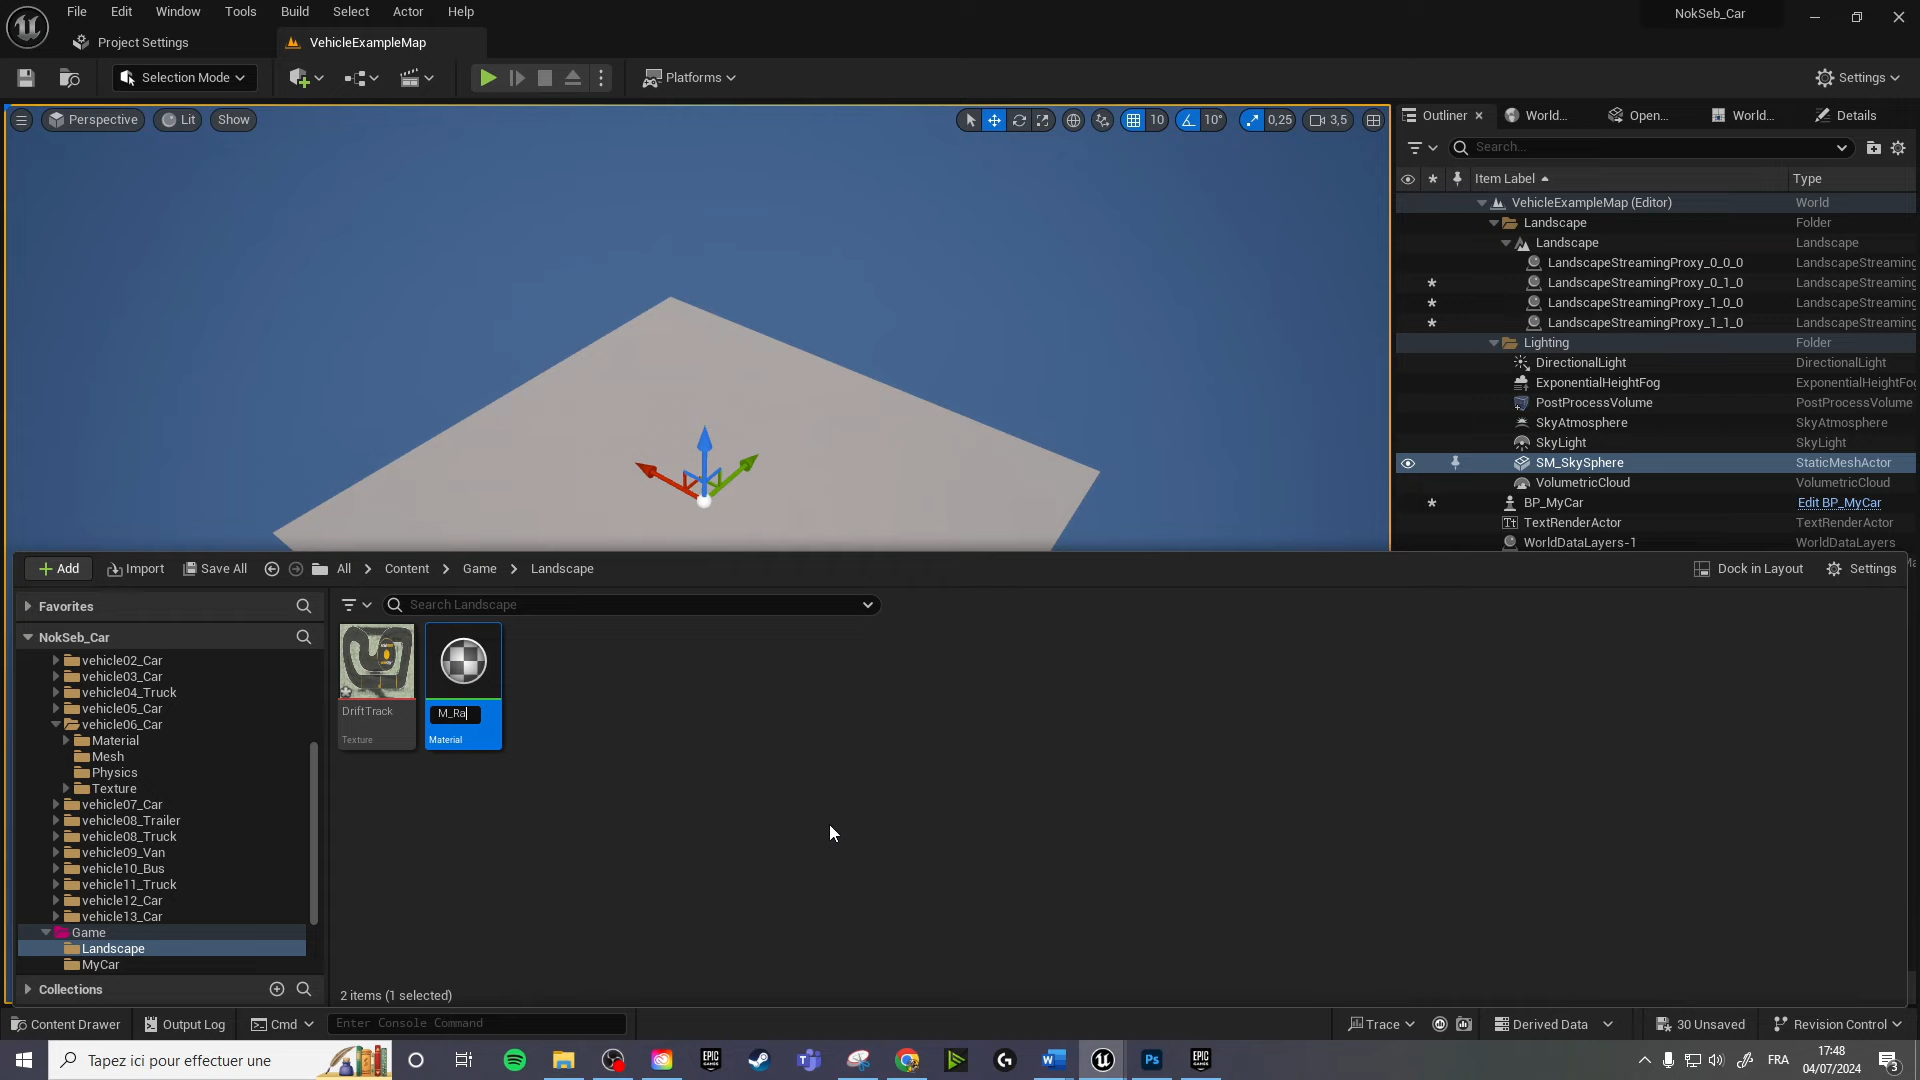 File Edit Window Tools Build Select Actor Help
NokSeb_Car
Project Settings
VehicleExampleMap
Selection Mode
Platforms
Settings
Perspective
Lit
Show
10
10°
0,25
3,5
Outliner
World...
Open...
World...
Details
Search...
Item Label
Type
VehicleExampleMap (Editor) World
Landscape Folder
Landscape Landscape
LandscapeStreamingProxy_0_0_0 LandscapeStreaming
LandscapeStreamingProxy_0_1_0 LandscapeStreaming
LandscapeStreamingProxy_1_0_0 LandscapeStreaming
LandscapeStreamingProxy_1_1_0 LandscapeStreaming
Lighting Folder
DirectionalLight DirectionalLight
ExponentialHeightFog ExponentialHeightFog
PostProcessVolume PostProcessVolume
SkyAtmosphere SkyAtmosphere
SkyLight SkyLight
SM_SkySphere StaticMeshActor
VolumetricCloud VolumetricCloud
BP_MyCar Edit BP_MyCar
TextRenderActor TextRenderActor
WorldDataLayers-1 WorldDataLayers
Add
Import
Save All
All
Content
Game
Landscape
Dock in Layout
Settings
Favorites
Search Landscape
NokSeb_Car
vehicle02_Car
vehicle03_Car
vehicle04_Truck
vehicle05_Car
vehicle06_Car
Material
Mesh
Physics
Texture
vehicle07_Car
vehicle08_Trailer
vehicle08_Truck
vehicle09_Van
vehicle10_Bus
vehicle11_Truck
vehicle12_Car
vehicle13_Car
Game
Landscape
MyCar
Collections
DriftTrack
Texture
M_Ra
Material
2 items (1 selected)
Content Drawer
Output Log
Cmd
Enter Console Command
Trace
Derived Data
30 Unsaved
Revision Control
Tapez ici pour effectuer une
FRA
17:48
04/07/2024
3